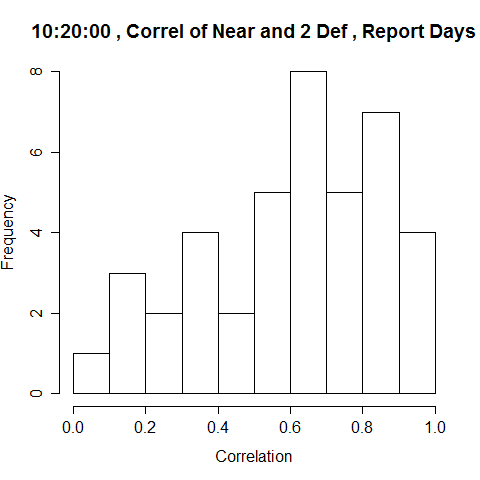 10:20:00 , Correl of Near and 2 Def , Report Days
Frequency
8
6
4
2
0
0.0 0.2 0.4 0.6 0.8 1.0
Correlation